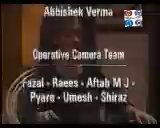 Abhishek Verma
Operative Camera Team
Fazal - Raees - Aftab M J -
Pyare - Umesh - Shiraz